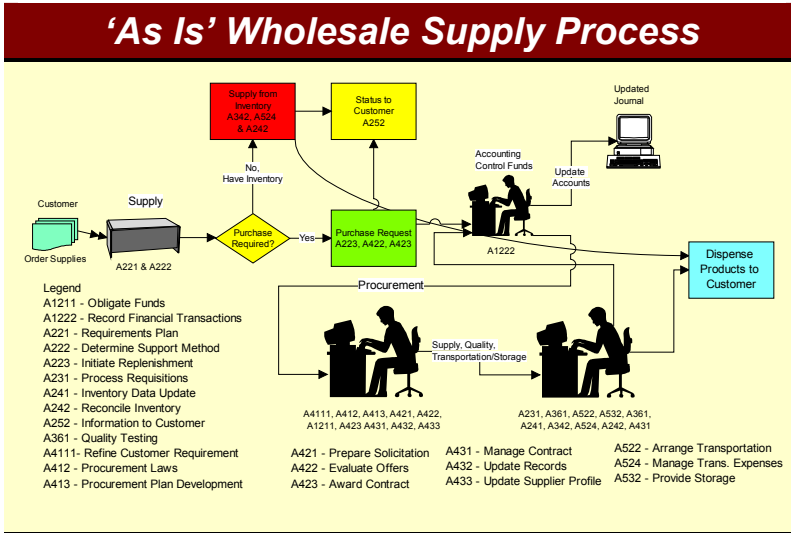 ‘As Is’ Wholesale Supply Process
Supply from
Inventory
A342, A524
& A242
Status to
Customer
A252
Updated
Journal
Accounting
Control Funds
No,
Have Inventory
Update
Accounts
Customer
Supply
Order Supplies
Purchase
Required?
Yes
Purchase Request
A223, A422, A423
A1222
A221 & A222
Dispense
Products to
Customer
Procurement
Supply, Quality,
Transportation/Storage
Legend
A1211 - Obligate Funds
A1222 - Record Financial Transactions
A221 - Requirements Plan
A222 - Determine Support Method
A223 - Initiate Replenishment
A231 - Process Requisitions
A241 - Inventory Data Update
A242 - Reconcile Inventory
A252 - Information to Customer
A361 - Quality Testing
A4111- Refine Customer Requirement
A412 - Procurement Laws
A413 - Procurement Plan Development
A4111, A412, A413, A421, A422,
A1211, A423 A431, A432, A433
A231, A361, A522, A532, A361,
A241, A342, A524, A242, A431
A421 - Prepare Solicitation
A422 - Evaluate Offers
A423 - Award Contract
A431 - Manage Contract
A432 - Update Records
A433 - Update Supplier Profile
A522 - Arrange Transportation
A524 - Manage Trans. Expenses
A532 - Provide Storage